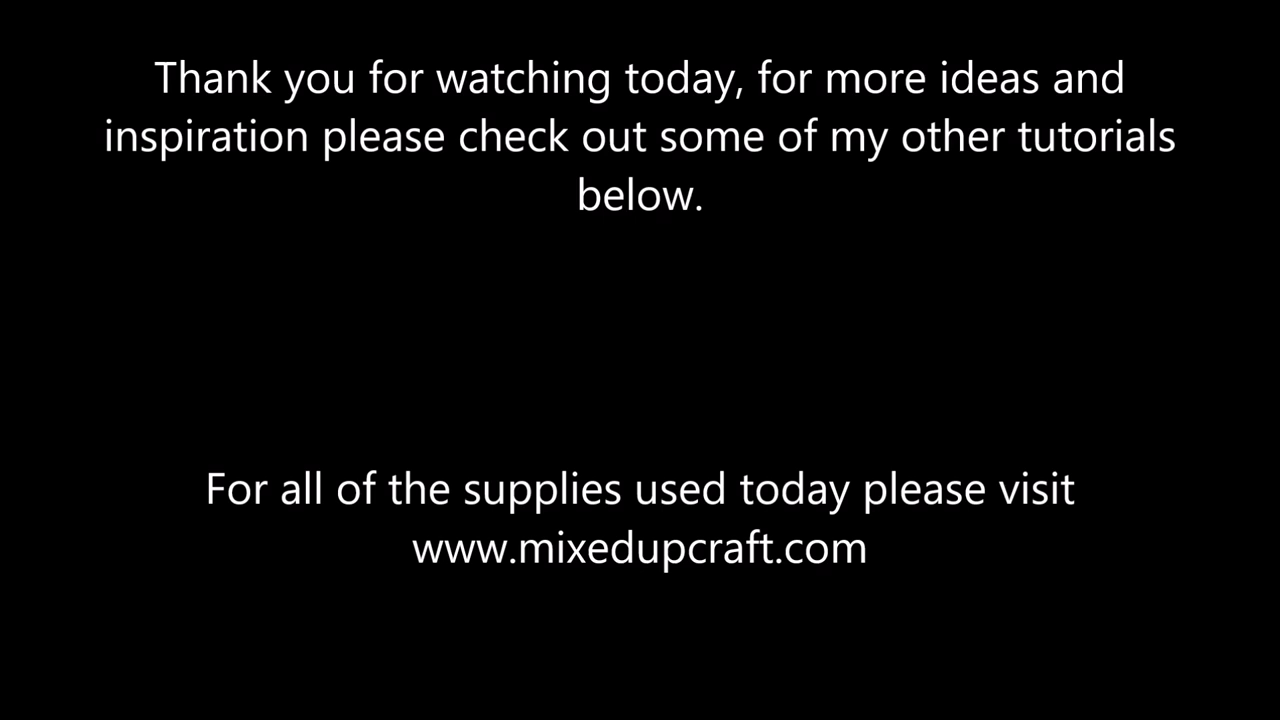 Thank you for watching today, for more ideas and
inspiration please check out some of my other tutorials
below.
For all of the supplies used today please visit
www.mixedupcraft.com